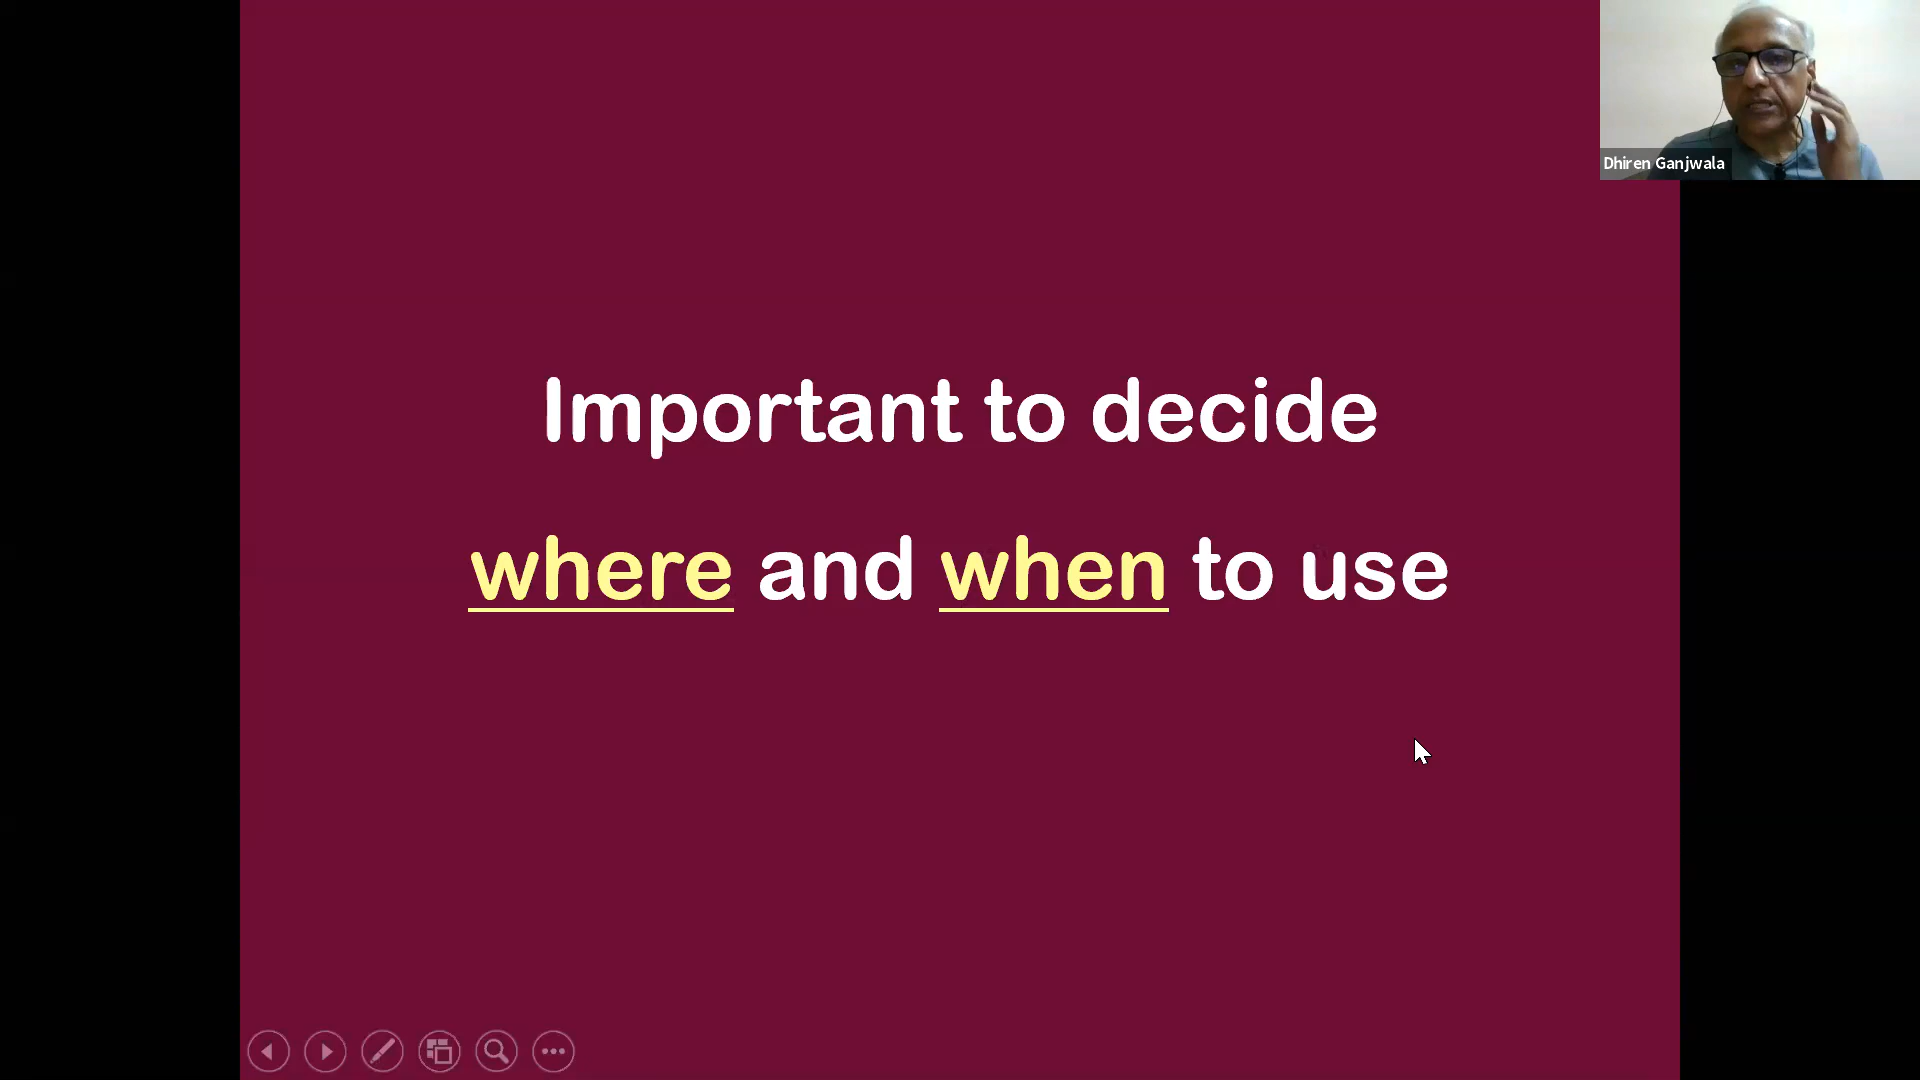 Dhiren Ganjwala
Important to decide
where and when to use